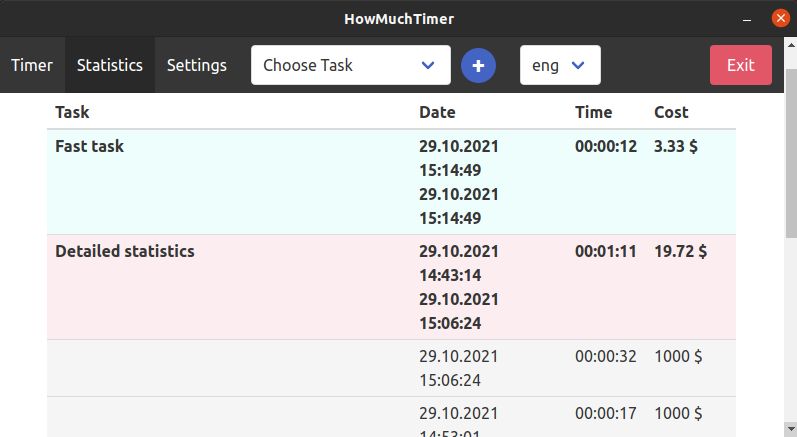 HowMuchTimer
Timer Statistics Settings Choose Task + eng Exit
Task Date Time Cost
Fast task 29.10.2021 00:00:12 3.33 $
15:14:49
29.10.2021
15:14:49
Detailed statistics 29.10.2021 00:01:11 19.72 $
14:43:14
29.10.2021
15:06:24
29.10.2021 00:00:32 1000 $
15:06:24
29.10.2021 00:00:17 1000 $
14:53:01